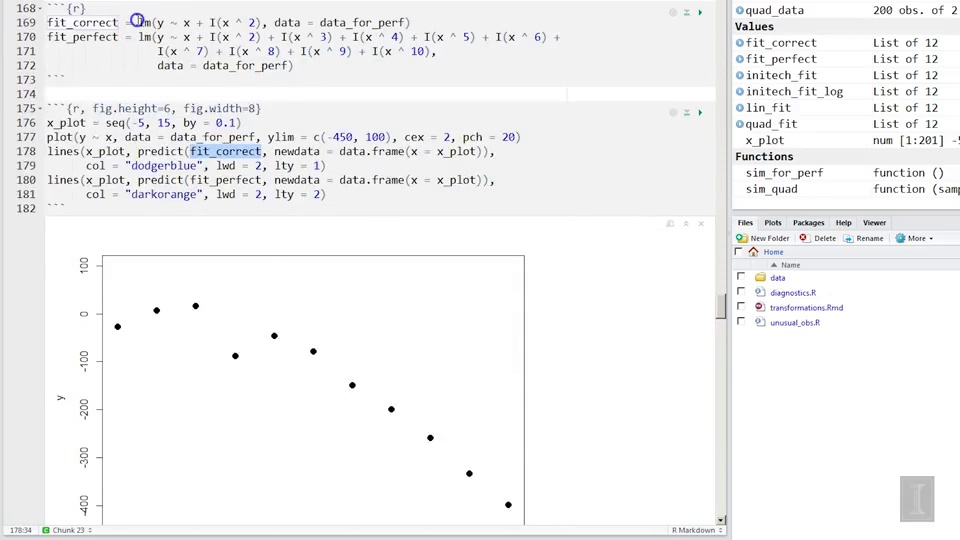 168 ```{r}
169 fit_correct = lm(y ~ x + I(x ^ 2), data = data_for_perf)
170 fit_perfect = lm(y ~ x + I(x ^ 2) + I(x ^ 3) + I(x ^ 4) + I(x ^ 5) + I(x ^ 6) +
171 I(x ^ 7) + I(x ^ 8) + I(x ^ 9) + I(x ^ 10),
172 data = data_for_perf)
173 ```
174
175 ```{r, fig.height=6, fig.width=8}
176 x_plot = seq(-5, 15, by = 0.1)
177 plot(y ~ x, data = data_for_perf, ylim = c(-450, 100), cex = 2, pch = 20)
178 lines(x_plot, predict(fit_correct, newdata = data.frame(x = x_plot)),
179 col = "dodgerblue", lwd = 2, lty = 1)
180 lines(x_plot, predict(fit_perfect, newdata = data.frame(x = x_plot)),
181 col = "darkorange", lwd = 2, lty = 2)
182 ```
100
0
-100
-200
-300
-400
y
178:34 C Chunk 23 R Markdown
quad_data 200 obs. of 2
Values
fit_correct List of 12
fit_perfect List of 12
initech_fit List of 12
initech_fit_log List of 12
lin_fit List of 12
quad_fit List of 12
x_plot num [1:201] -5
Functions
sim_for_perf function ()
sim_quad function (samp
Files Plots Packages Help Viewer
New Folder Delete Rename More
Home
Name
data
diagnostics.R
transformations.Rmd
unusual_obs.R
I